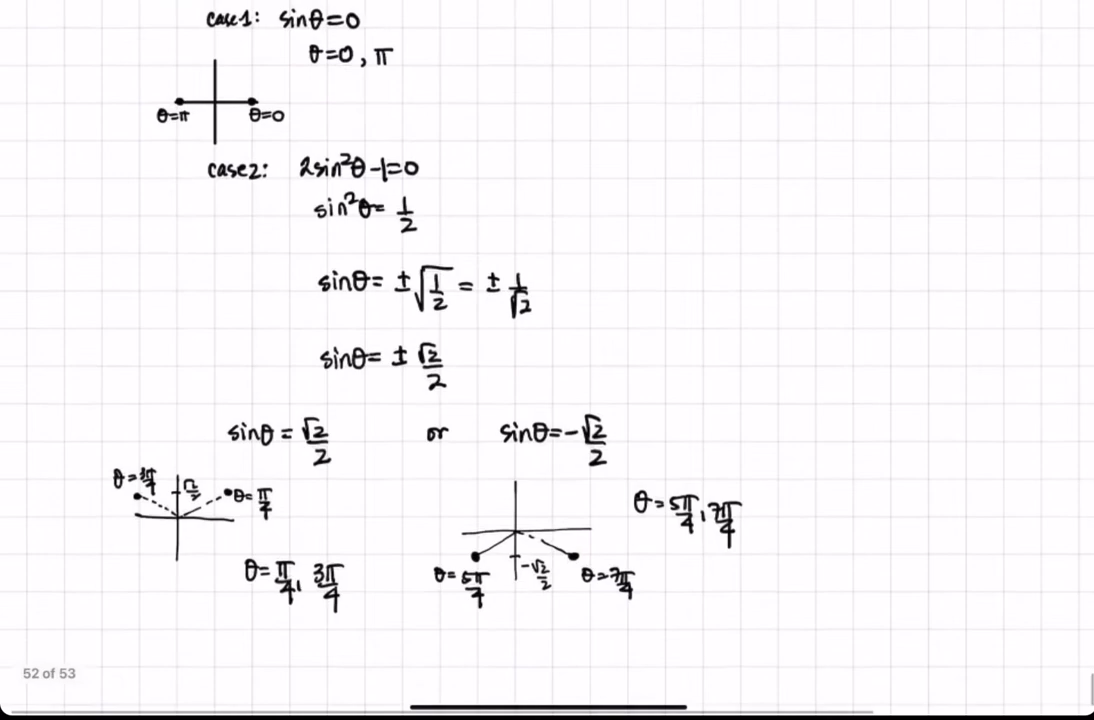 case1: sinθ=0
θ=0, π
θ=π θ=0
case2: 2sin²θ-1=0
sin²θ= 1/2
sinθ= ±√(1/2) = ± 1/√2
sinθ= ± √2/2
sinθ = √2/2 or sinθ=-√2/2
θ=3π/4 √2/2 θ=π/4
θ=5π/4, 7π/4
θ=π/4, 3π/4
θ=5π/4 -√2/2 θ=7π/4
52 of 53